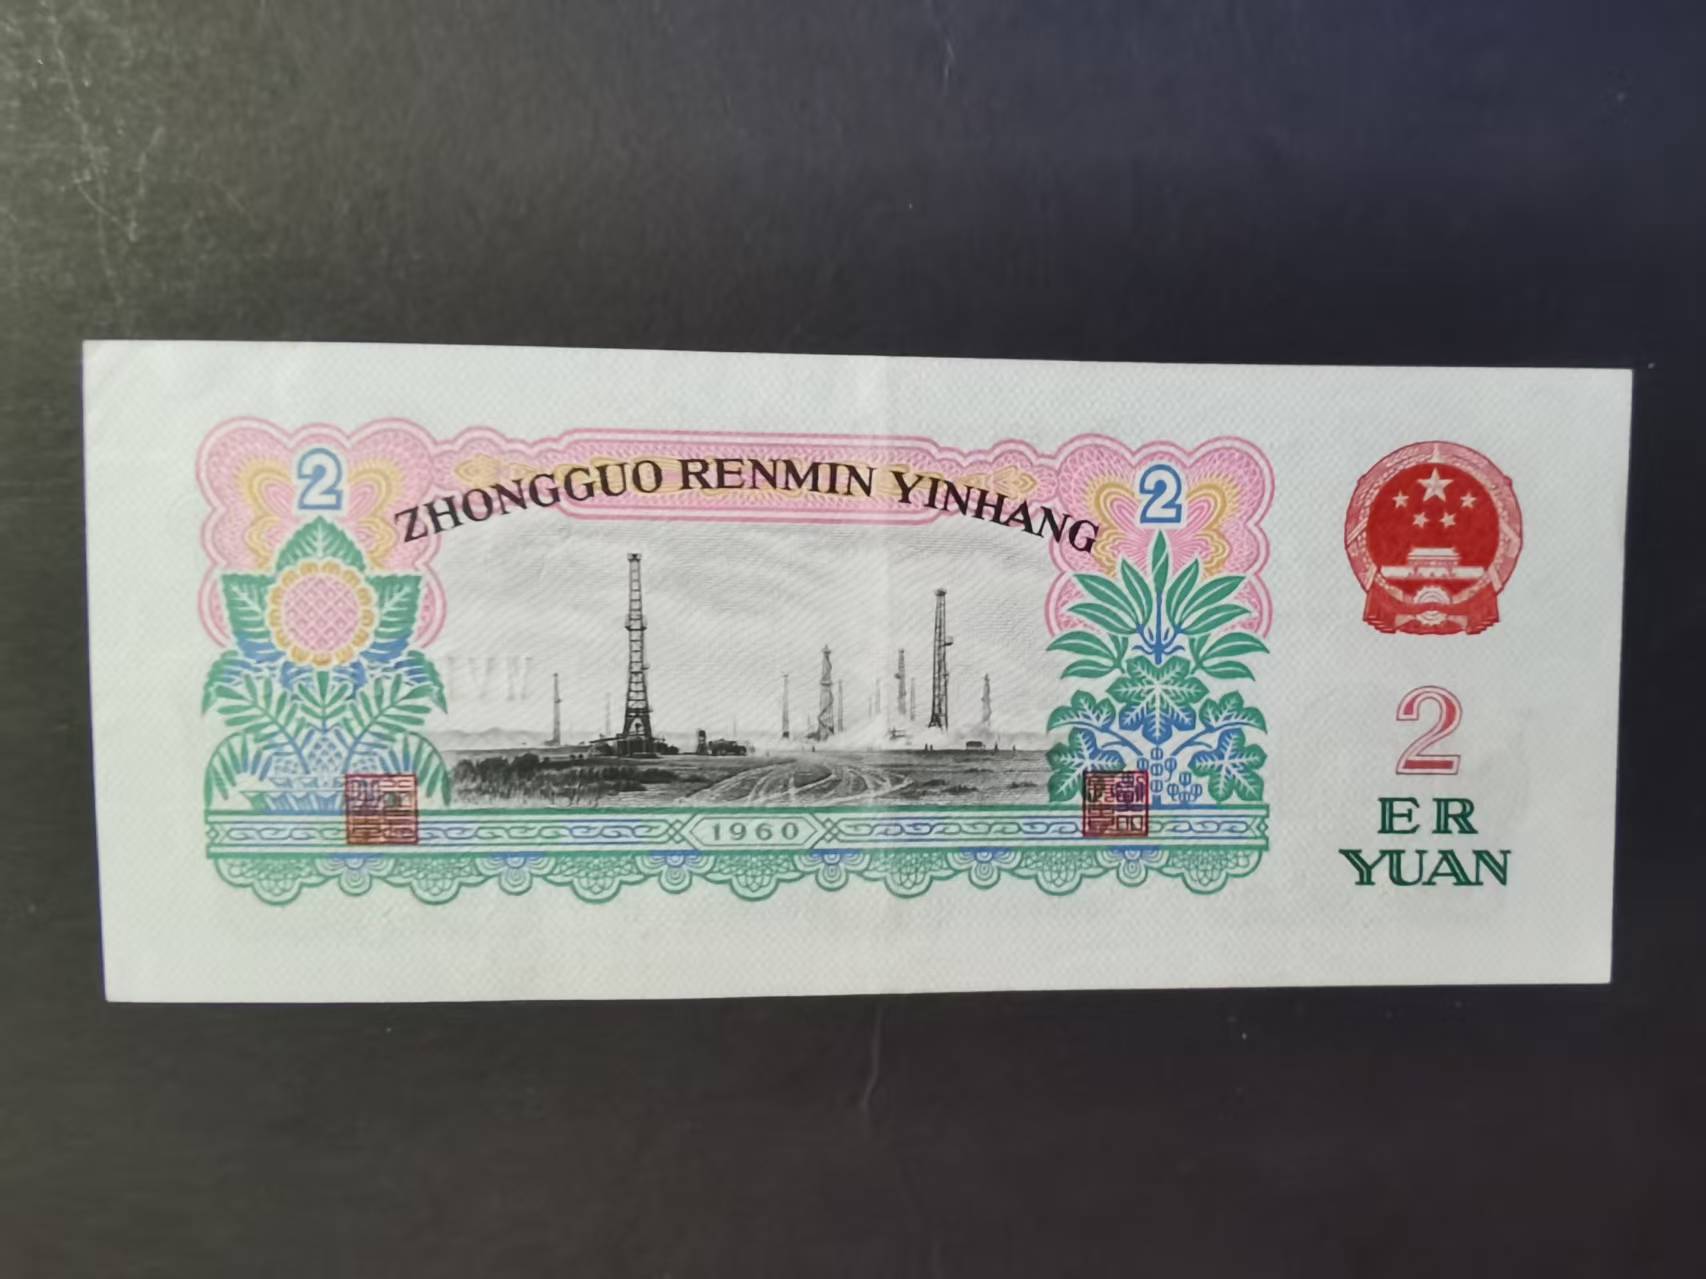 2
ZHONGGUO RENMIN YINHANG
2
1960
2
ER
YUAN